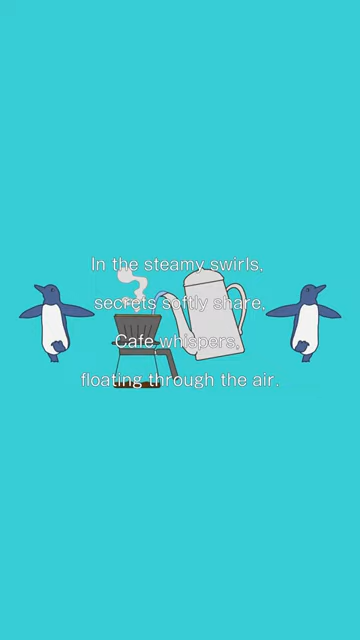 In the steamy swirls,
secrets softly share,
Cafe whispers,
floating through the air.